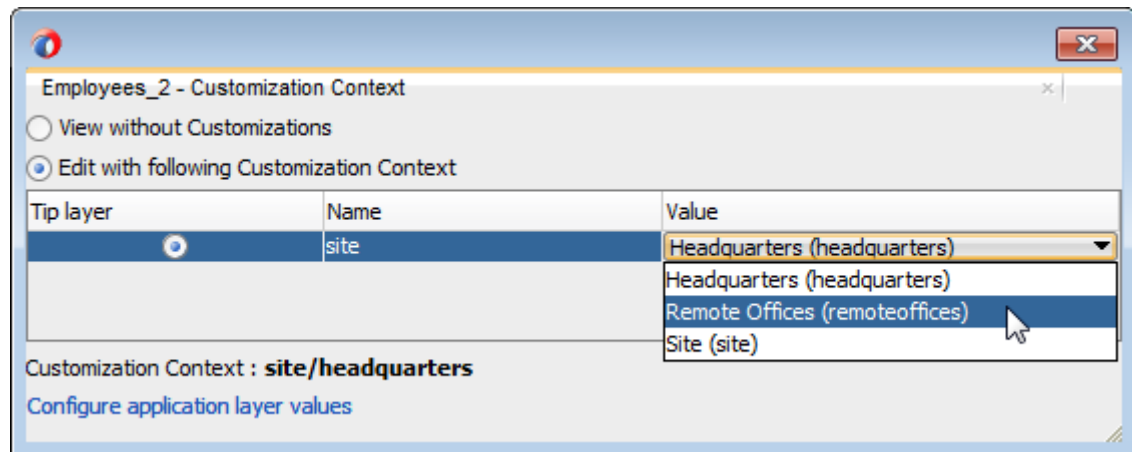 Employees_2 - Customization Context
View without Customizations
Edit with following Customization Context
Tip layer Name Value
site Headquarters (headquarters)
Headquarters (headquarters)
Remote Offices (remoteoffices)
Site (site)
Customization Context : site/headquarters
Configure application layer values